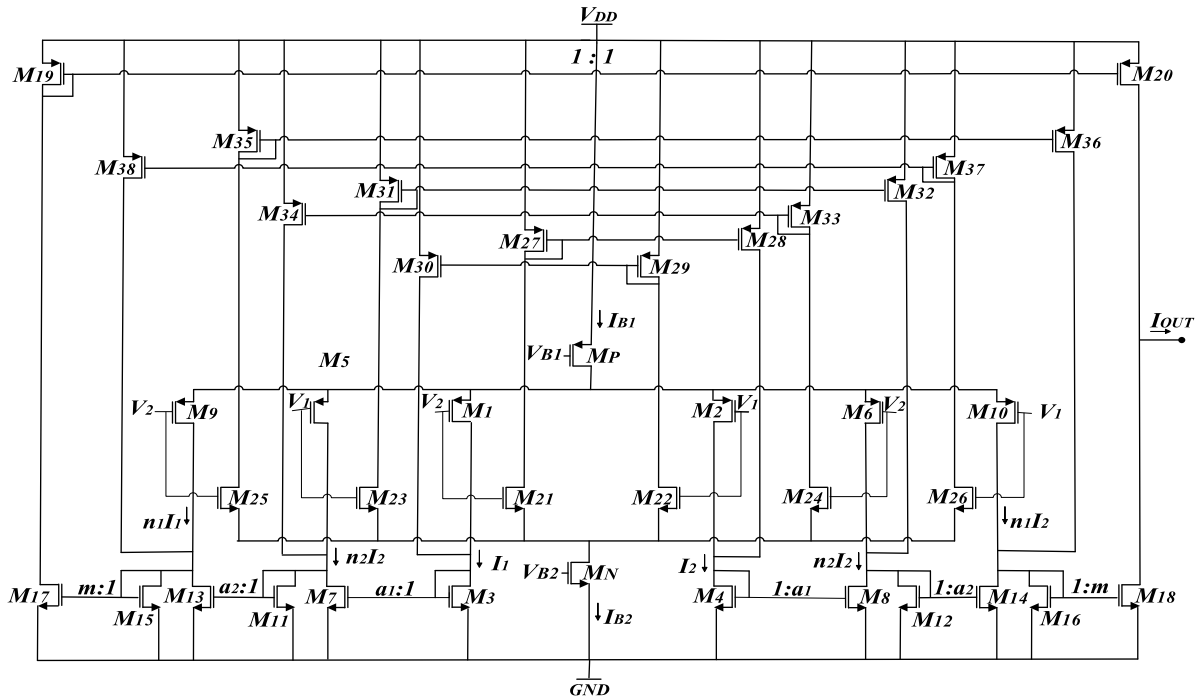 VDD
1 : 1
M19
M20
M35
M36
M38
M37
M31
M32
M34
M33
M27
M28
M30
M29
IB1
IOUT
VB1
MP
M5
V2
M9
V1
V2
M1
M2
V1
M6
V2
M10
V1
M25
M23
M21
M22
M24
M26
n1I1
n2I2
I1
I2
n2I2
n1I2
VB2
MN
M17
m:1
M15
M13
a2:1
M11
M7
a1:1
M3
IB2
M4
1:a1
M8
M12
1:a2
M14
M16
1:m
M18
GND